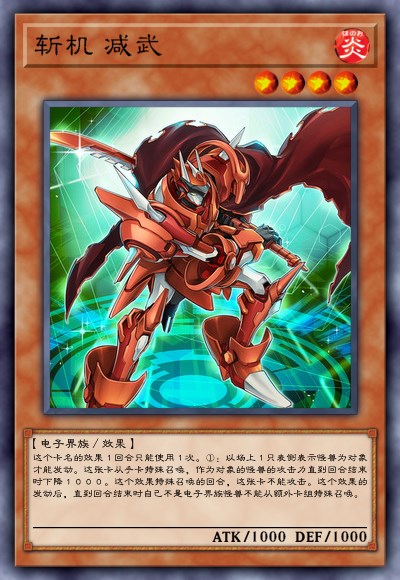 斩机 减武
ほのお
炎
【电子界族／效果】
这个卡名的效果1回合只能使用1次。①：以场上1只表侧表示怪兽为对象
才能发动。这张卡从手卡特殊召唤，作为对象的怪兽的攻击力直到回合结束
时下降1000。这个效果特殊召唤的回合，这张卡不能攻击。这个效果
的发动后，直到回合结束时自己不是电子界族怪兽不能从额外卡组特殊召唤。
ATK/1000 DEF/1000